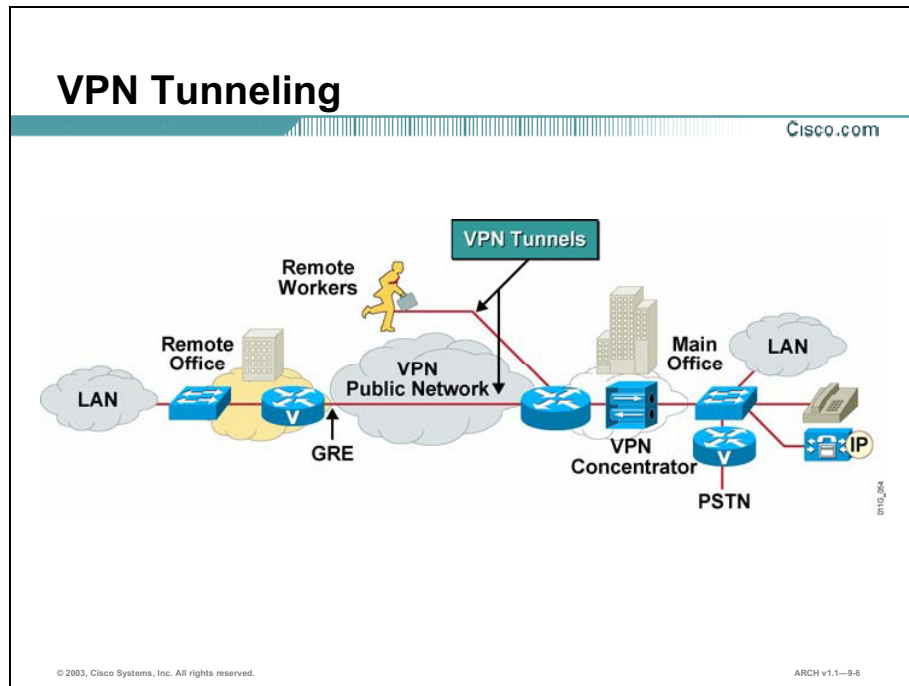 VPN Tunneling
Cisco.com
VPN Tunnels
Remote
Workers
Remote
Office
LAN
V
GRE
VPN
Public Network
VPN
Concentrator
Main
Office
LAN
IP
V
PSTN
011G_054
© 2003, Cisco Systems, Inc. All rights reserved.
ARCH v1.1—9-6